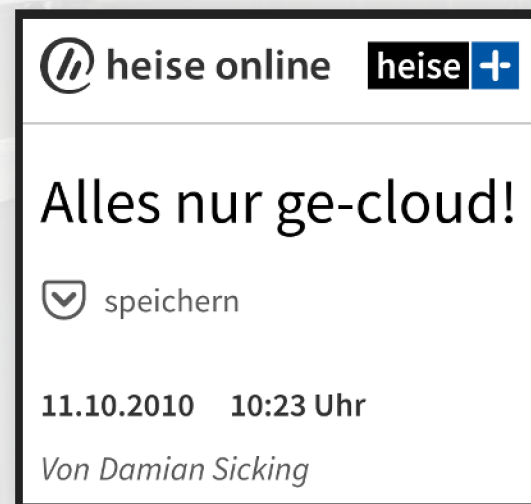 heise online heise +
Alles nur ge-cloud!
speichern
11.10.2010 10:23 Uhr
Von Damian Sicking